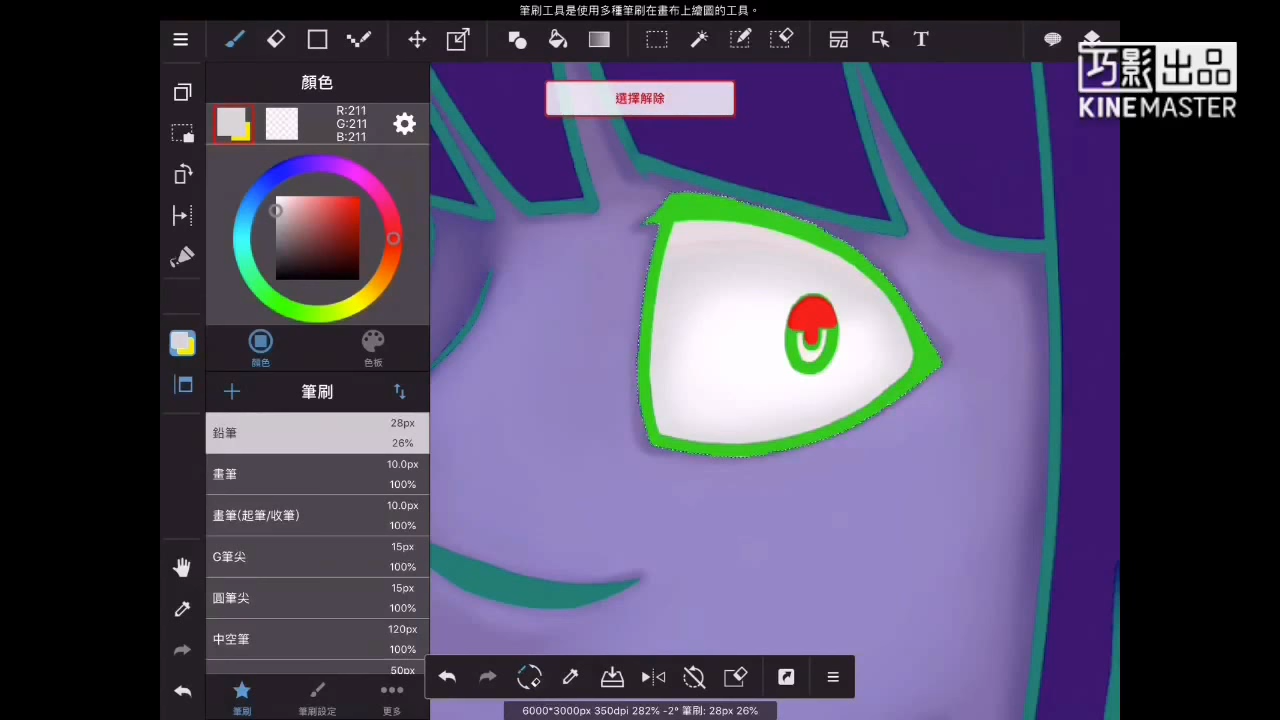 筆刷工具是使用多種筆刷在畫布上繪圖的工具。
T
巧影出品
KINEMASTER
顏色
選擇解除
R:211
G:211
B:211
顏色
色板
筆刷
鉛筆
28px
26%
畫筆
10.0px
100%
畫筆(起筆/收筆)
10.0px
100%
G筆尖
15px
100%
圓筆尖
15px
100%
中空筆
120px
100%
50px
筆刷
筆刷設定
更多
6000*3000px 350dpi 282% -2° 筆刷: 28px 26%